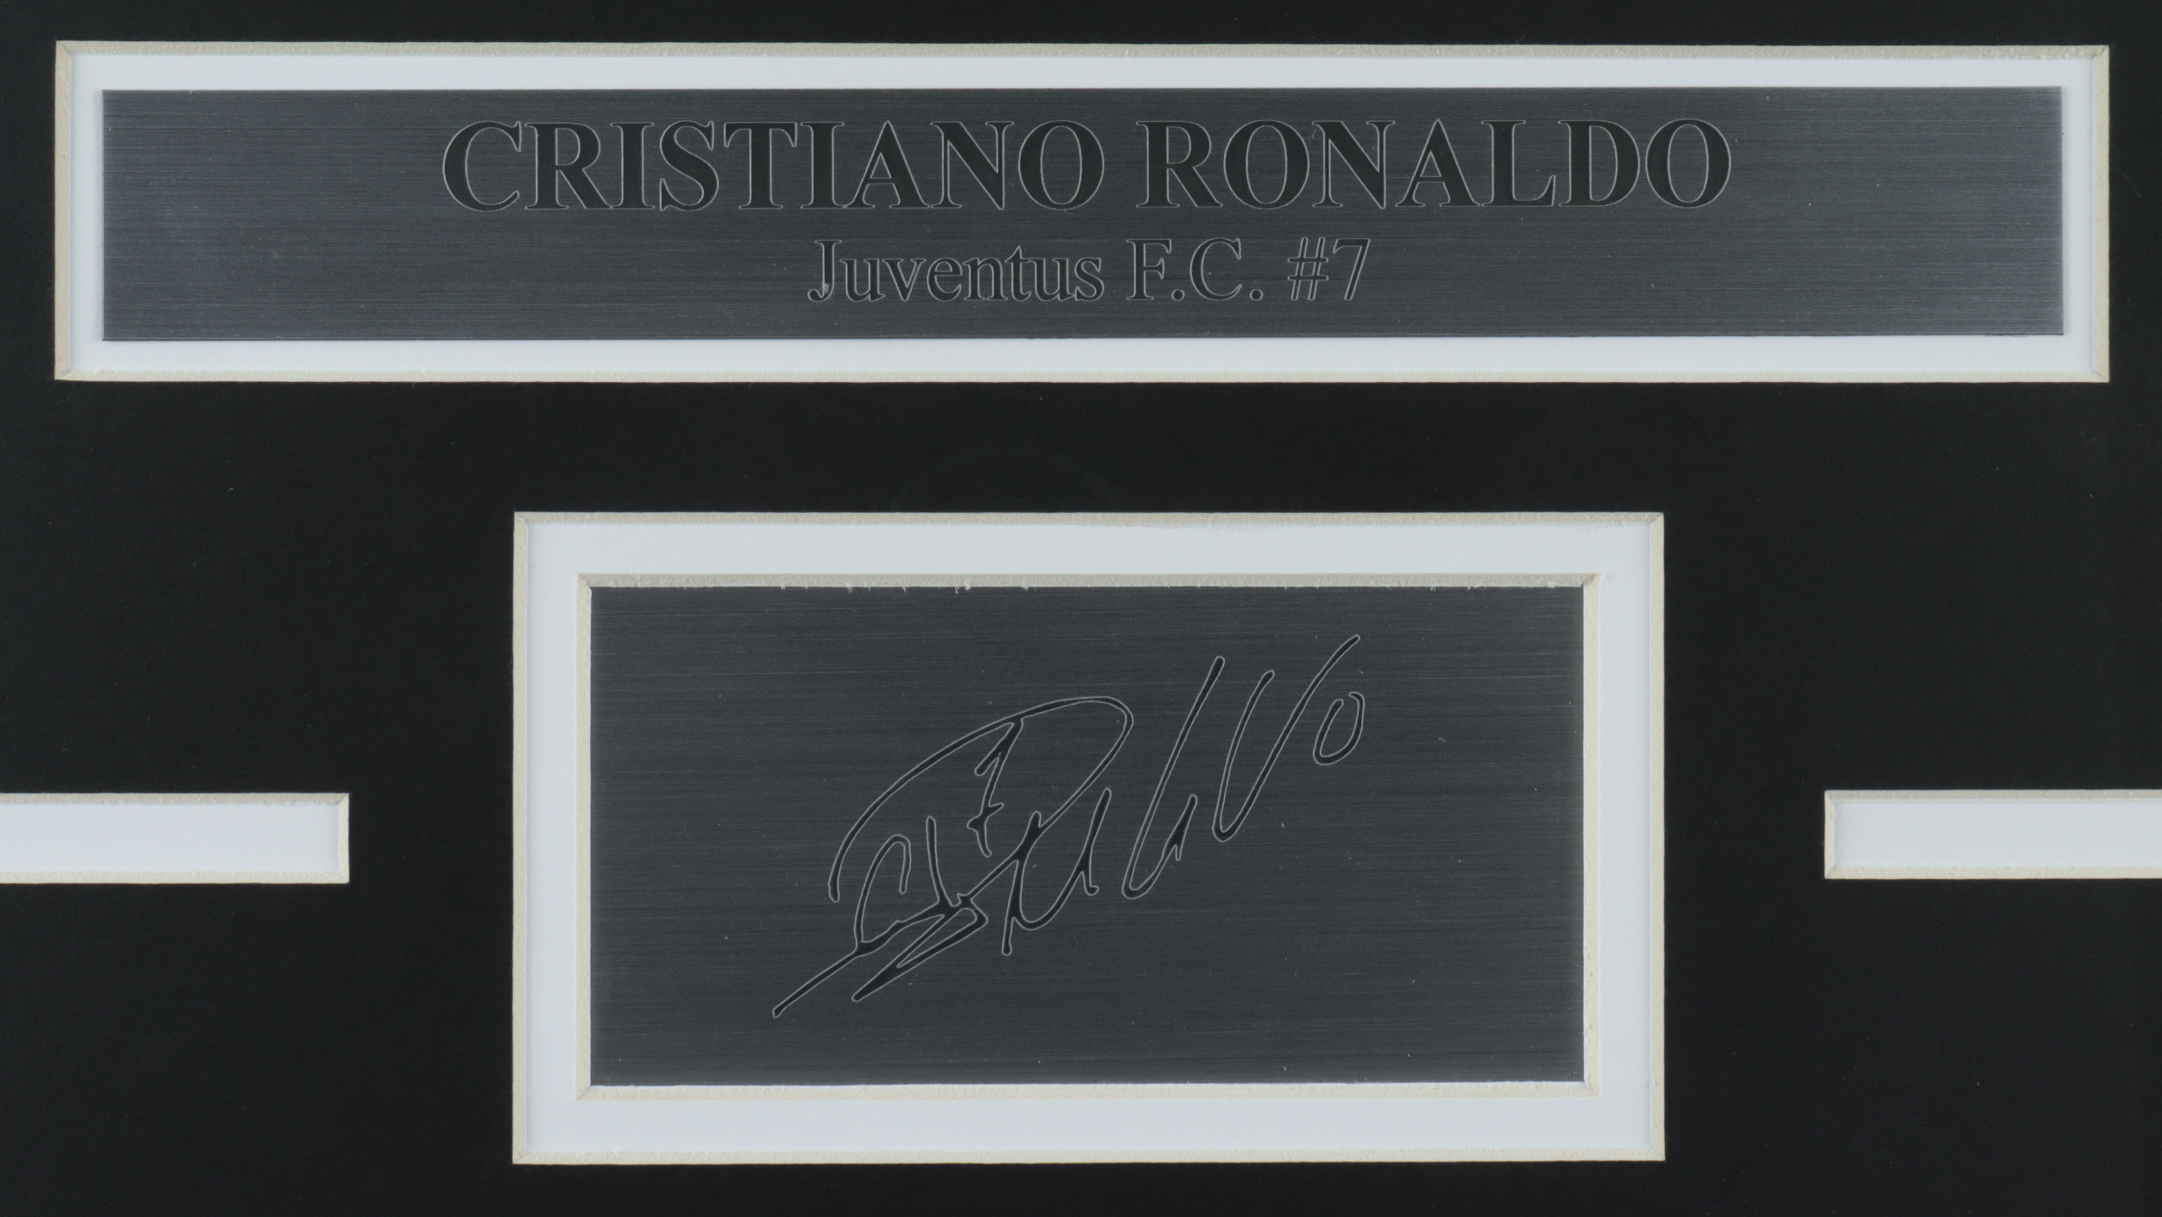 CRISTIANO RONALDO
Juventus F.C. #7